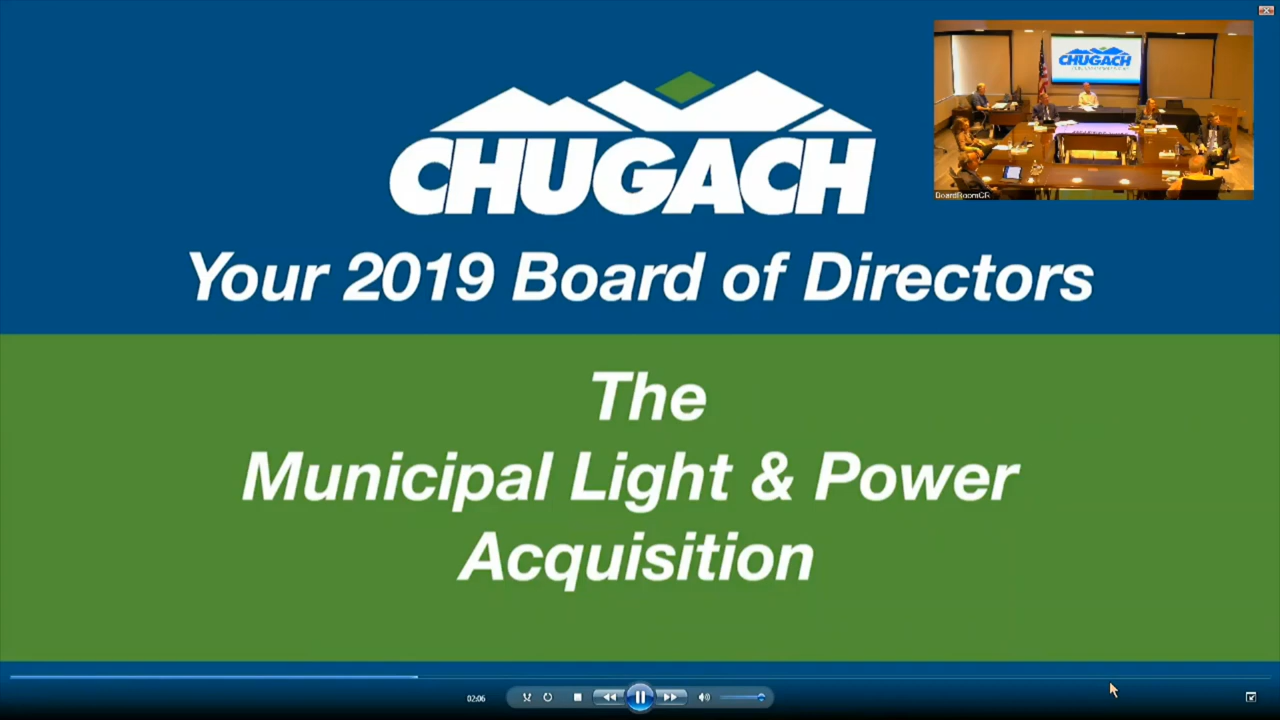 CHUGACH
Your 2019 Board of Directors
The
Municipal Light & Power
Acquisition
CHUGACH
BoardRoomCR
02:06